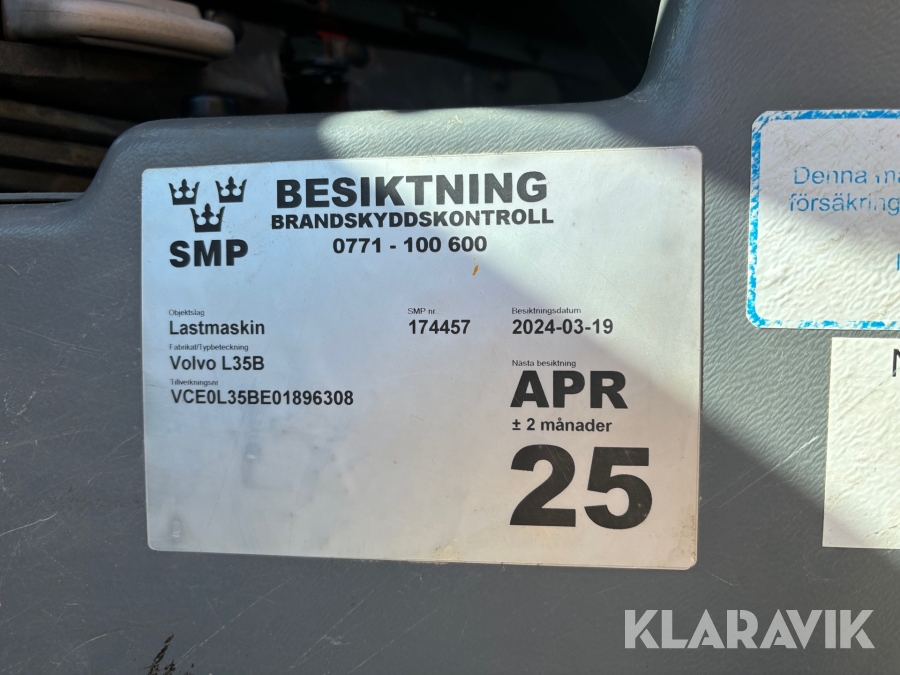 BESIKTNING
BRANDSKYDDSKONTROLL
0771 - 100 600
SMP
Objektslag
Lastmaskin
SMP nr.
174457
Besiktningsdatum
2024-03-19
Fabrikat/Typbeteckning
Volvo L35B
Tillverkningsnr
VCE0L35BE01896308
Nästa besiktning
APR
± 2 månader
25
Denna
försäkring
KLARAVIK